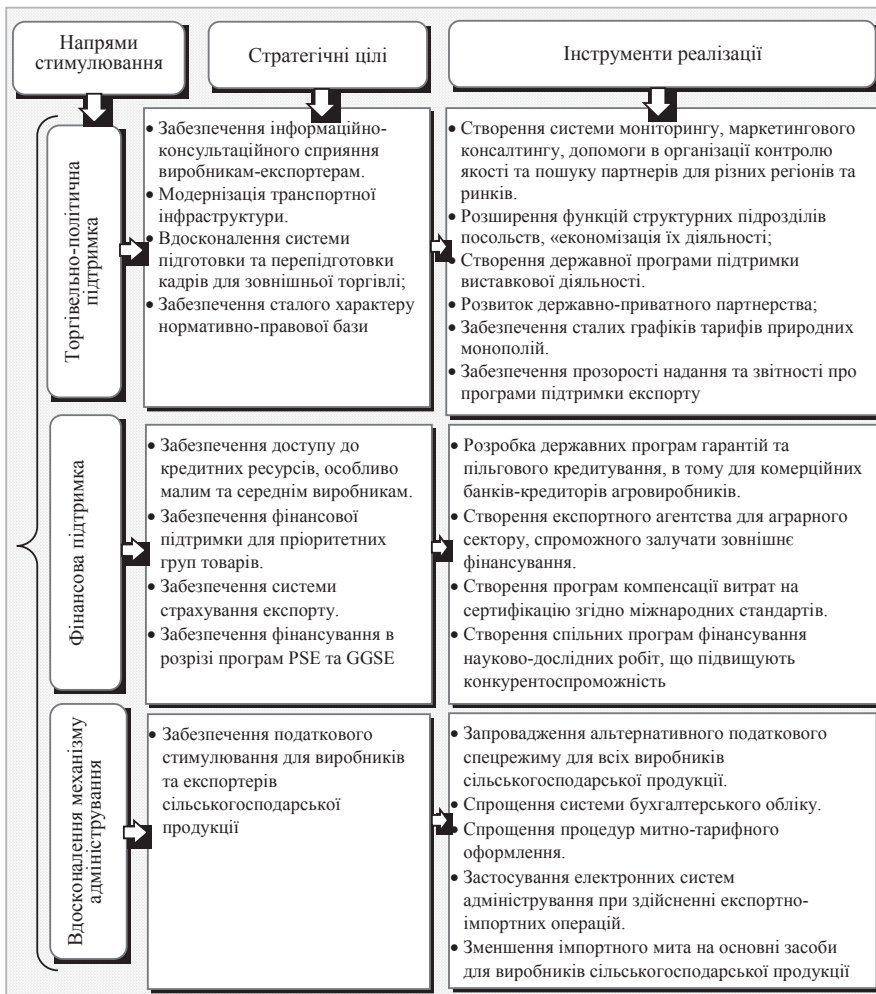 Напрями
стимулювання
Стратегічні цілі
Інструменти реалізації
Торгівельно-політична
підтримка
• Забезпечення інформаційно-
консультаційного сприяння
виробникам-експортерам.
• Модернізація транспортної
інфраструктури.
• Вдосконалення системи
підготовки та перепідготовки
кадрів для зовнішньої торгівлі;
• Забезпечення сталого характеру
нормативно-правової бази
• Створення системи моніторингу, маркетингового
консалтингу, допомоги в організації контролю
якості та пошуку партнерів для різних регіонів та
ринків.
• Розширення функцій структурних підрозділів
посольств, «економізація їх діяльності;
• Створення державної програми підтримки
виставкової діяльності.
• Розвиток державно-приватного партнерства;
• Забезпечення сталих графіків тарифів природних
монополій.
• Забезпечення прозорості надання та звітності про
програми підтримки експорту
Фінансова підтримка
• Забезпечення доступу до
кредитних ресурсів, особливо
малим та середнім виробникам.
• Забезпечення фінансової
підтримки для пріоритетних
груп товарів.
• Забезпечення системи
страхування експорту.
• Забезпечення фінансування в
розрізі програм PSE та GGSE
• Розробка державних програм гарантій та
пільгового кредитування, в тому для комерційних
банків-кредиторів агровиробників.
• Створення експортного агентства для аграрного
сектору, спроможного залучати зовнішнє
фінансування.
• Створення програм компенсації витрат на
сертифікацію згідно міжнародних стандартів.
• Створення спільних програм фінансування
науково-дослідних робіт, що підвищують
конкурентоспроможність
Вдосконалення механізму
адміністрування
• Забезпечення податкового
стимулювання для виробників
та експортерів
сільськогосподарської
продукції
• Запровадження альтернативного податкового
спецрежиму для всіх виробників
сільськогосподарської продукції.
• Спрощення системи бухгалтерського обліку.
• Спрощення процедур митно-тарифного
оформлення.
• Застосування електронних систем
адміністрування при здійсненні експортно-
імпортних операцій.
• Зменшення імпортного мита на основні засоби
для виробників сільськогосподарської продукції